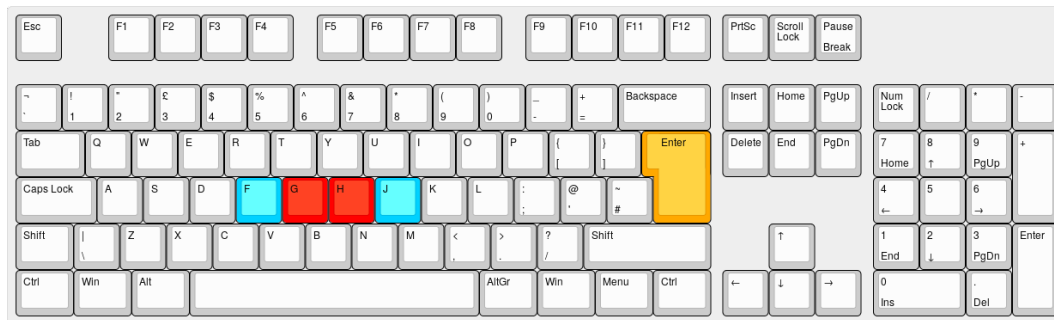 Esc F1 F2 F3 F4 F5 F6 F7 F8 F9 F10 F11 F12 PrtSc Scroll Lock Pause Break
¬ ` ! 1 " 2 £ 3 $ 4 % 5 ^ 6 & 7 * 8 ( 9 ) 0 _ - + = Backspace Insert Home PgUp Num Lock / * -
Tab Q W E R T Y U I O P { [ } ] Enter Delete End PgDn 7 Home 8 ↑ 9 PgUp +
Caps Lock A S D F G H J K L : ; @ ' ~ # 4 ← 5 6 →
Shift | \ Z X C V B N M < , > . ? / Shift ↑ 1 End 2 ↓ 3 PgDn Enter
Ctrl Win Alt AltGr Win Menu Ctrl ← ↓ → 0 Ins . Del